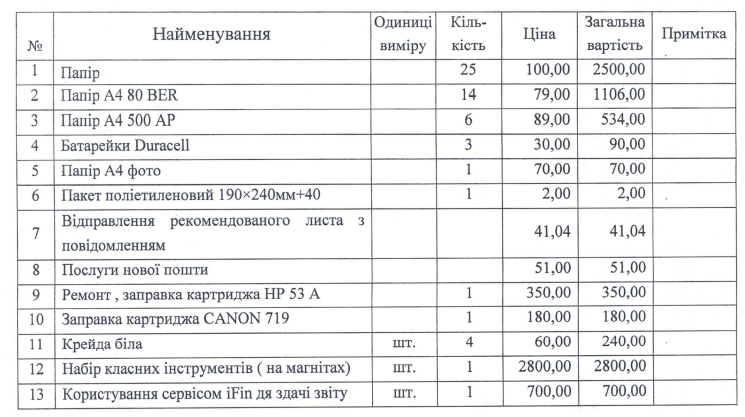 № Найменування Одиниці виміру Кіль-кість Ціна Загальна вартість Примітка
1 Папір 25 100,00 2500,00
2 Папір А4 80 BER 14 79,00 1106,00
3 Папір А4 500 АР 6 89,00 534,00
4 Батарейки Duracell 3 30,00 90,00
5 Папір А4 фото 1 70,00 70,00
6 Пакет поліетиленовий 190×240мм+40 1 2,00 2,00
7 Відправлення рекомендованого листа з
повідомленням 41,04 41,04
8 Послуги нової пошти 51,00 51,00
9 Ремонт , заправка картриджа HP 53 A 1 350,00 350,00
10 Заправка картриджа CANON 719 1 180,00 180,00
11 Крейда біла шт. 4 60,00 240,00
12 Набір класних інструментів ( на магнітах) шт. 1 2800,00 2800,00
13 Користування сервісом iFin дя здачі звіту шт. 1 700,00 700,00